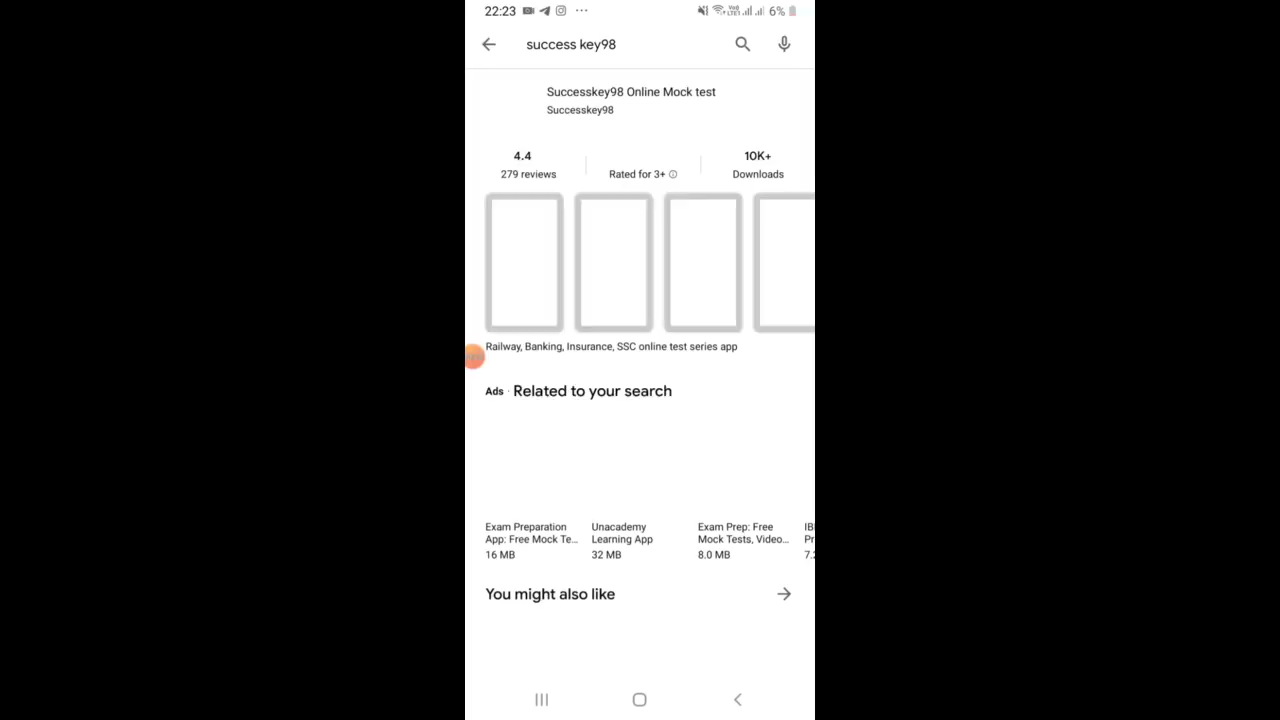 22:23 ... 6%
success key98
Successkey98 Online Mock test
Successkey98
4.4
279 reviews
Rated for 3+
10K+
Downloads
Railway, Banking, Insurance, SSC online test series app
Ads · Related to your search
Exam Preparation
App: Free Mock Te...
16 MB
Unacademy
Learning App
32 MB
Exam Prep: Free
Mock Tests, Video...
8.0 MB
You might also like